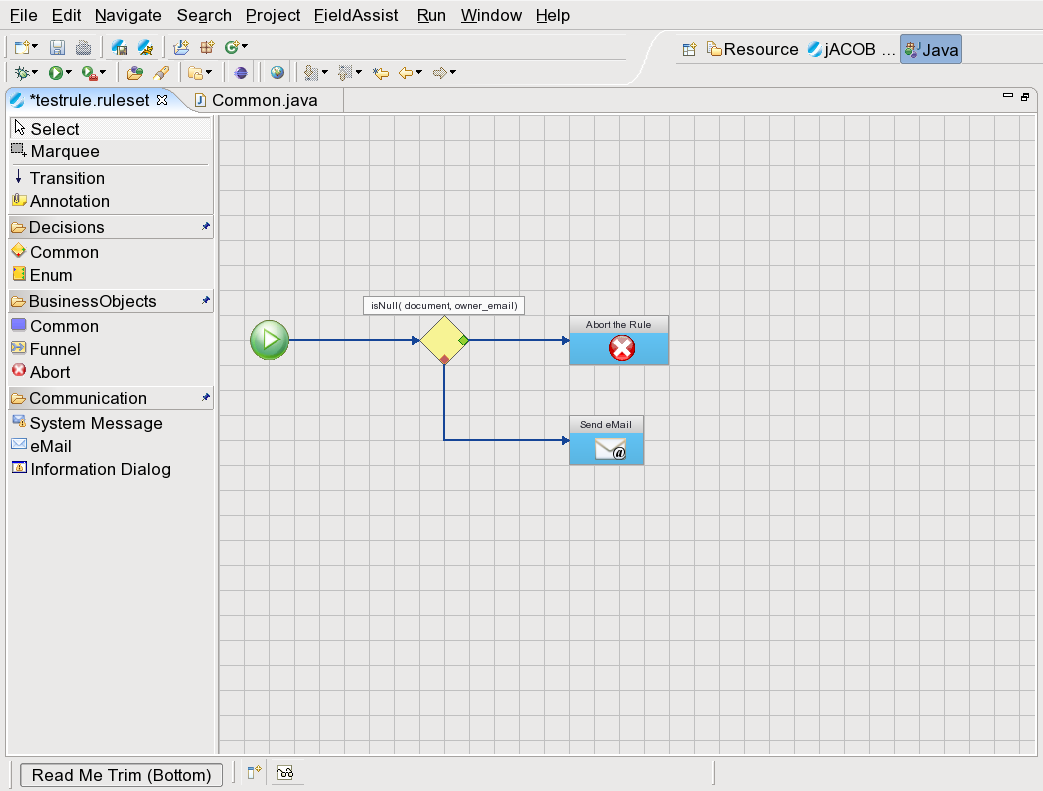 File Edit Navigate Search Project FieldAssist Run Window Help
Resource jACOB ... Java
*testrule.ruleset Common.java
Select
Marquee
Transition
Annotation
Decisions
Common
Enum
BusinessObjects
Common
Funnel
Abort
Communication
System Message
eMail
Information Dialog
isNull( document, owner_email)
Abort the Rule
Send eMail
@
Read Me Trim (Bottom)